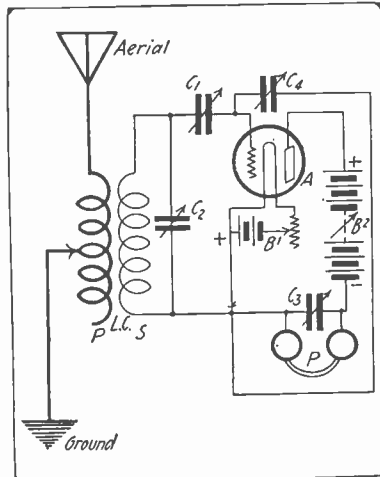 Aerial
C1
C4
C2
A
+
+
B1
B2
-
C3
P
P L.C. S
Ground